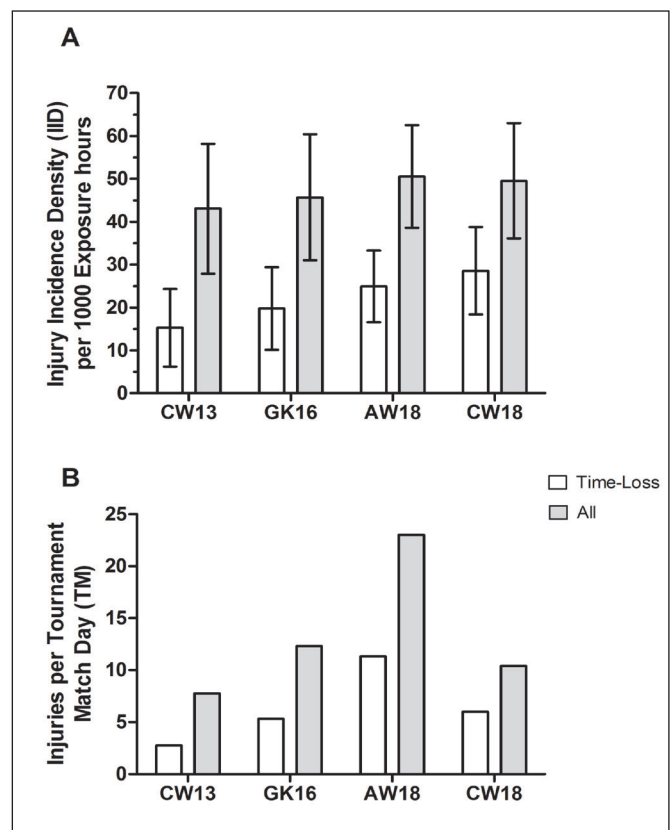 A
Injury Incidence Density (IID)
per 1000 Exposure hours
70
60
50
40
30
20
10
0
CW13 GK16 AW18 CW18
B
Time-Loss
All
Injuries per Tournament
Match Day (TM)
25
20
15
10
5
0
CW13 GK16 AW18 CW18